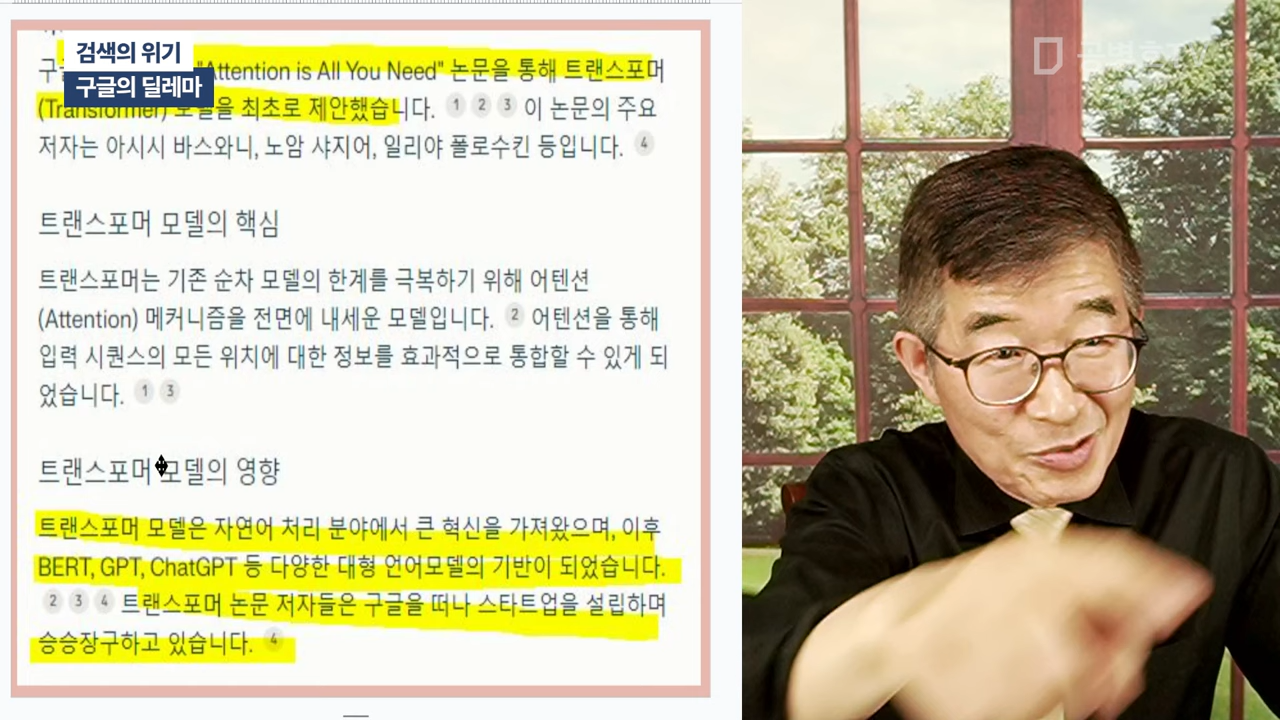 검색의 위기
구글의 딜레마
"Attention is All You Need" 논문을 통해 트랜스포머
(Transformer) 모델을 최초로 제안했습니다. 1 2 3 이 논문의 주요
저자는 아시시 바스와니, 노암 샤지어, 일리야 폴로수킨 등입니다. 4
트랜스포머 모델의 핵심
트랜스포머는 기존 순차 모델의 한계를 극복하기 위해 어텐션
(Attention) 메커니즘을 전면에 내세운 모델입니다. 2 어텐션을 통해
입력 시퀀스의 모든 위치에 대한 정보를 효과적으로 통합할 수 있게 되
었습니다. 1 3
트랜스포머 모델의 영향
트랜스포머 모델은 자연어 처리 분야에서 큰 혁신을 가져왔으며, 이후
BERT, GPT, ChatGPT 등 다양한 대형 언어모델의 기반이 되었습니다.
2 3 4 트랜스포머 논문 저자들은 구글을 떠나 스타트업을 설립하며
승승장구하고 있습니다. 4